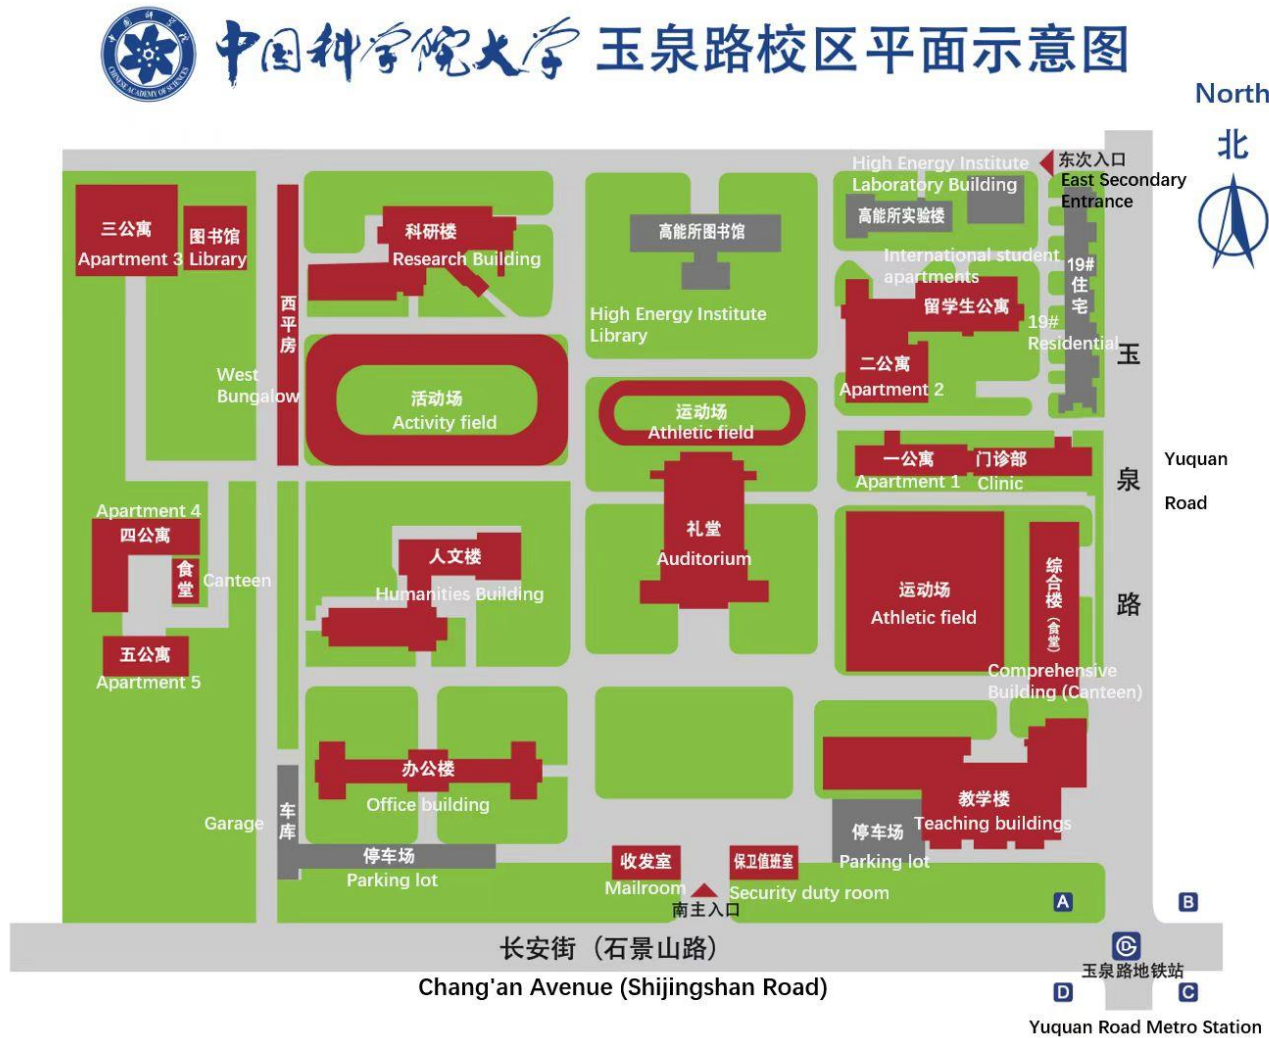 中国科学院大学 玉泉路校区平面示意图
CHINESE ACADEMY OF SCIENCES
North
北
东次入口
East Secondary
Entrance
High Energy Institute
Laboratory Building
高能所实验楼
三公寓
Apartment 3
图书馆
Library
科研楼
Research Building
高能所图书馆
High Energy Institute
Library
International student
apartments
留学生公寓
19#
住
宅
19#
Residential
西
平
房
West
Bungalow
二公寓
Apartment 2
活动场
Activity field
运动场
Athletic field
一公寓
Apartment 1
门诊部
Clinic
玉
泉
路
Yuquan
Road
Apartment 4
四公寓
食
堂
Canteen
五公寓
Apartment 5
人文楼
Humanities Building
礼堂
Auditorium
运动场
Athletic field
综
合
楼
（食堂）
Comprehensive
Building (Canteen)
办公楼
Office building
Garage
车
库
停车场
Parking lot
收发室
Mailroom
保卫值班室
Security duty room
南主入口
教学楼
Teaching buildings
停车场
Parking lot
A
B
长安街（石景山路）
Chang'an Avenue (Shijingshan Road)
玉泉路地铁站
D
C
Yuquan Road Metro Station